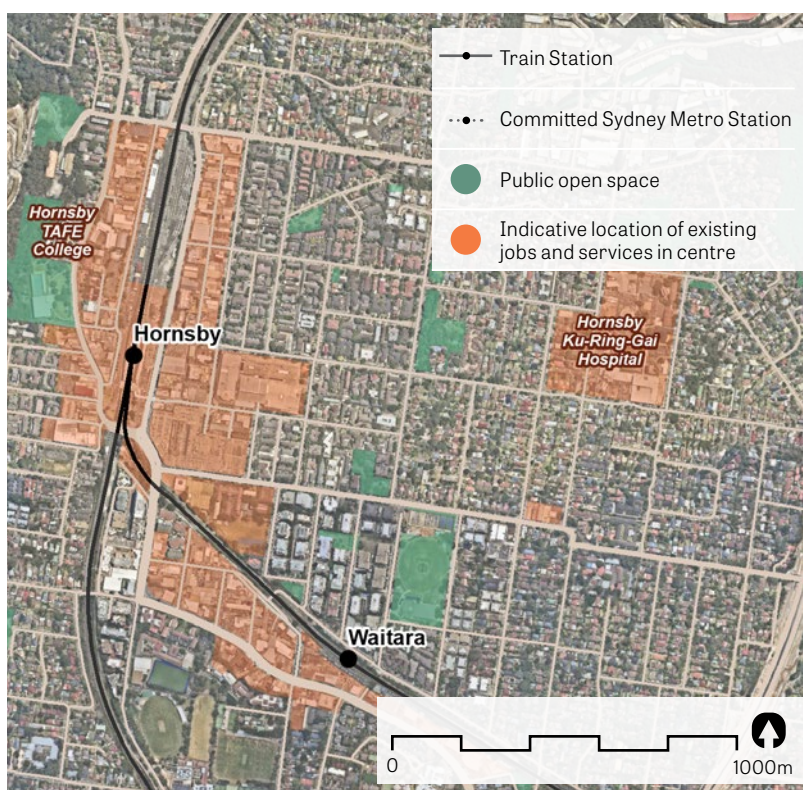 Train Station
Committed Sydney Metro Station
Public open space
Indicative location of existing
jobs and services in centre
Hornsby
TAFE
College
Hornsby
Ku-Ring-Gai
Hospital
Hornsby
Waitara
0
1000m